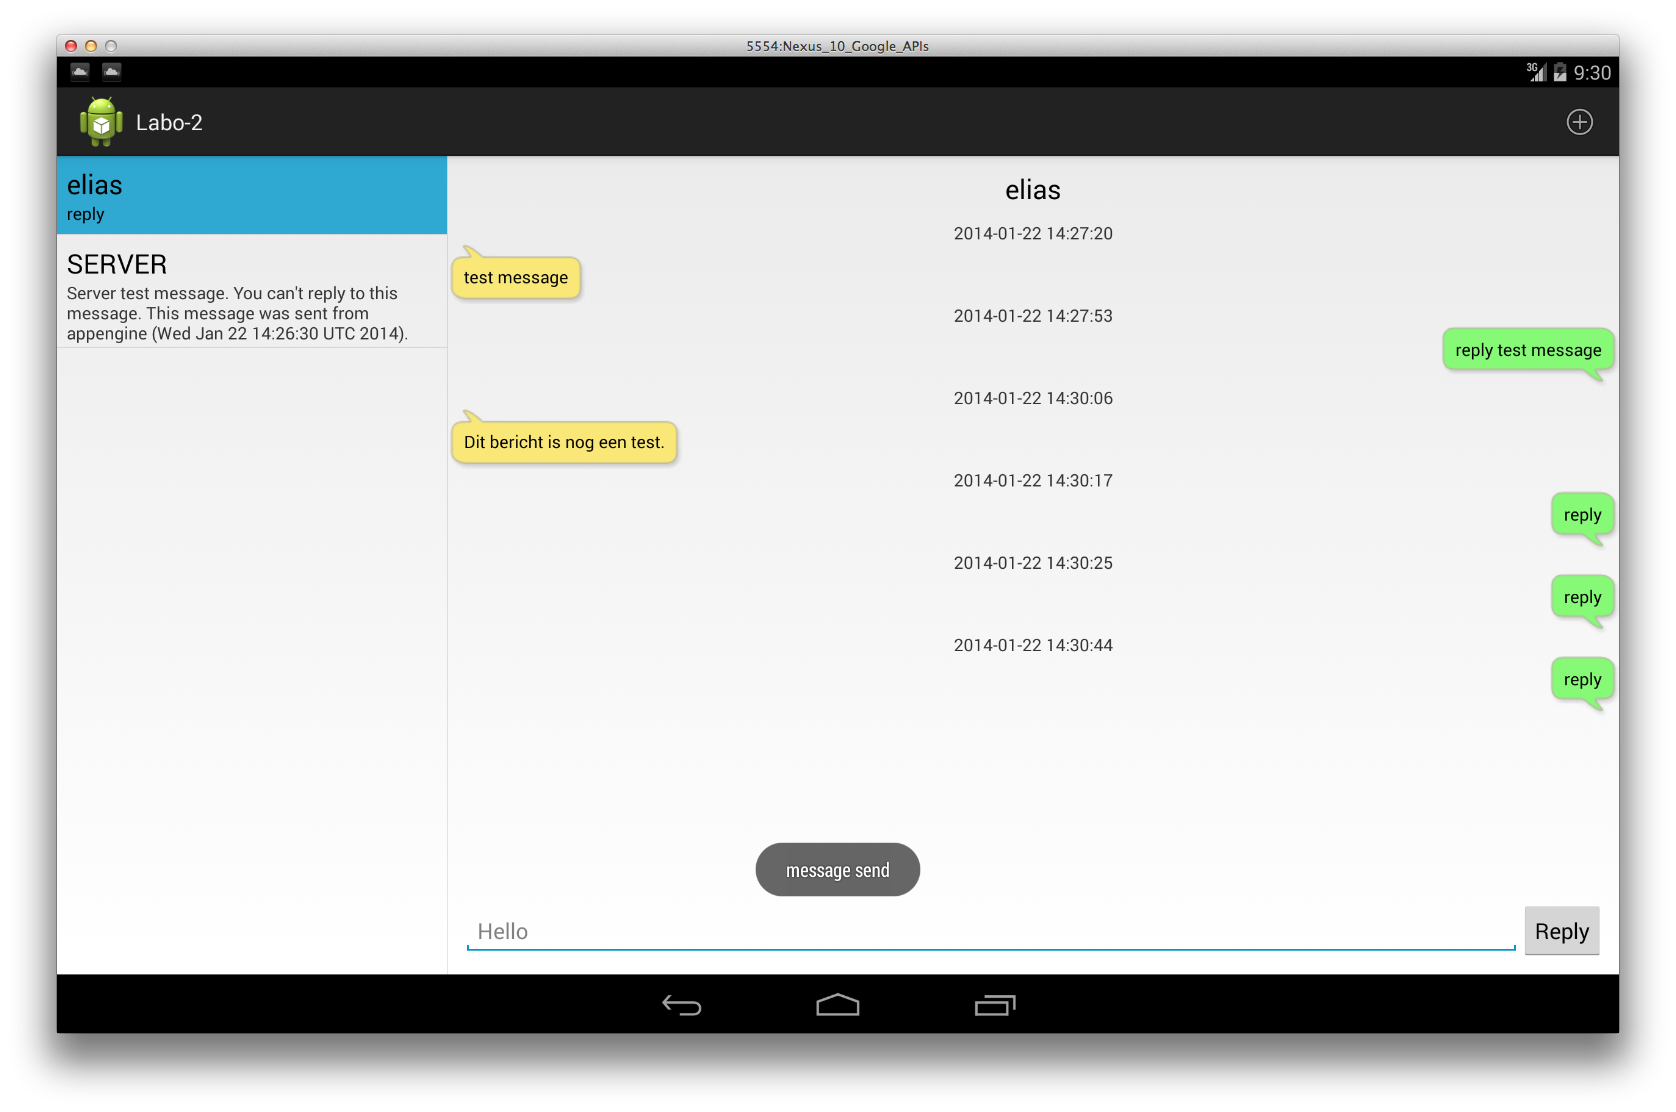 5554:Nexus_10_Google_APIs
3G
9:30
Labo-2
elias
reply
SERVER
Server test message. You can't reply to this
message. This message was sent from
appengine (Wed Jan 22 14:26:30 UTC 2014).
elias
2014-01-22 14:27:20
test message
2014-01-22 14:27:53
reply test message
2014-01-22 14:30:06
Dit bericht is nog een test.
2014-01-22 14:30:17
reply
2014-01-22 14:30:25
reply
2014-01-22 14:30:44
reply
message send
Hello
Reply